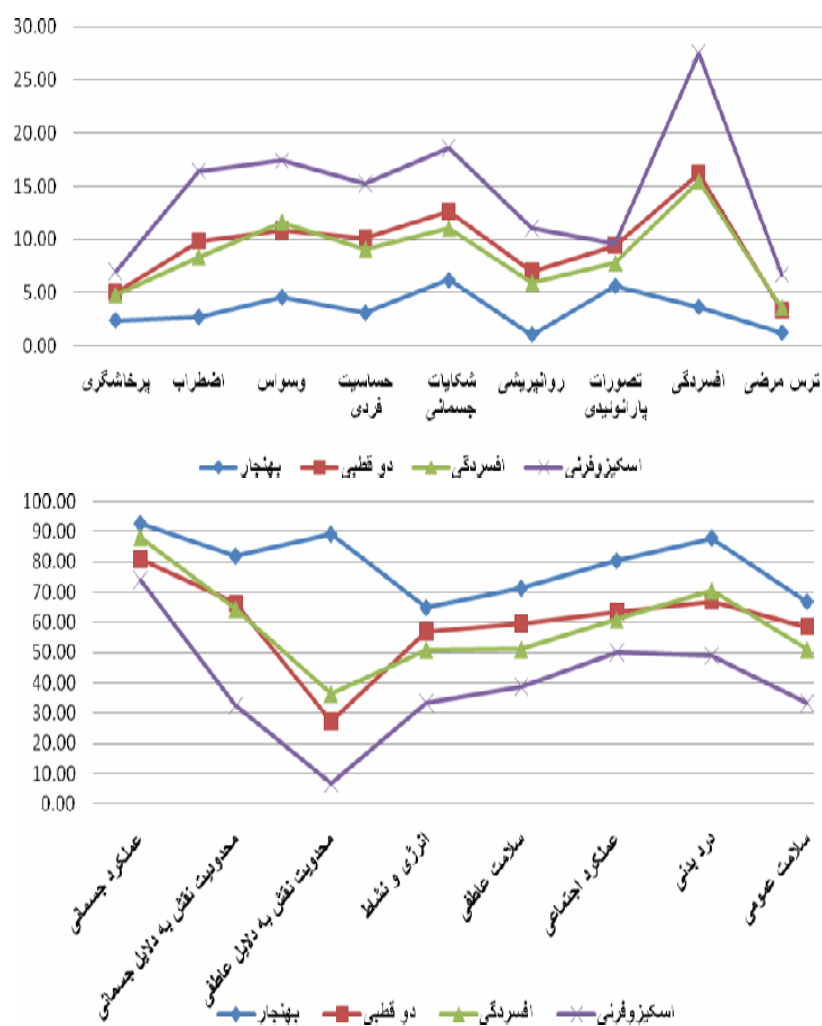 30.00
25.00
20.00
15.00
10.00
5.00
0.00
پرخاشگری اضطراب وسواس حساسیت فردی شکایات جسمانی روانپریشی تصورات پارانوئیدی افسردگی ترس مرضی
بهنجار دو قطبی افسردگی اسکیزوفرنی
100.00
90.00
80.00
70.00
60.00
50.00
40.00
30.00
20.00
10.00
0.00
عملکرد جسمانی
محدودیت نقش به دلایل جسمانی
محدویت نقش به دلایل عاطفی
انرژی و نشاط
سلامت عاطفی
عملکرد اجتماعی
درد بدنی
سلامت عمومی
بهنجار دو قطبی افسردگی اسکیزوفرنی